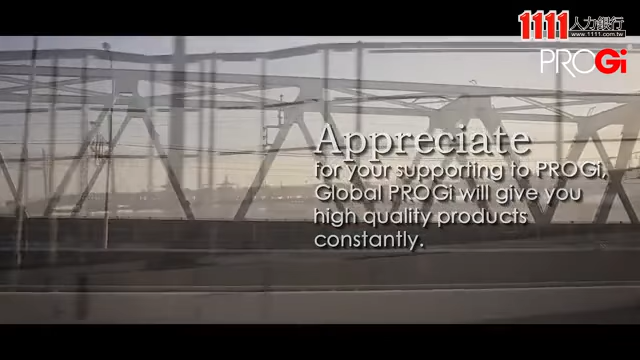 1111人力銀行
www.1111.com.tw
PROGi
Appreciate
for your supporting to PROGi,
Global PROGi will give you
high quality products
constantly.